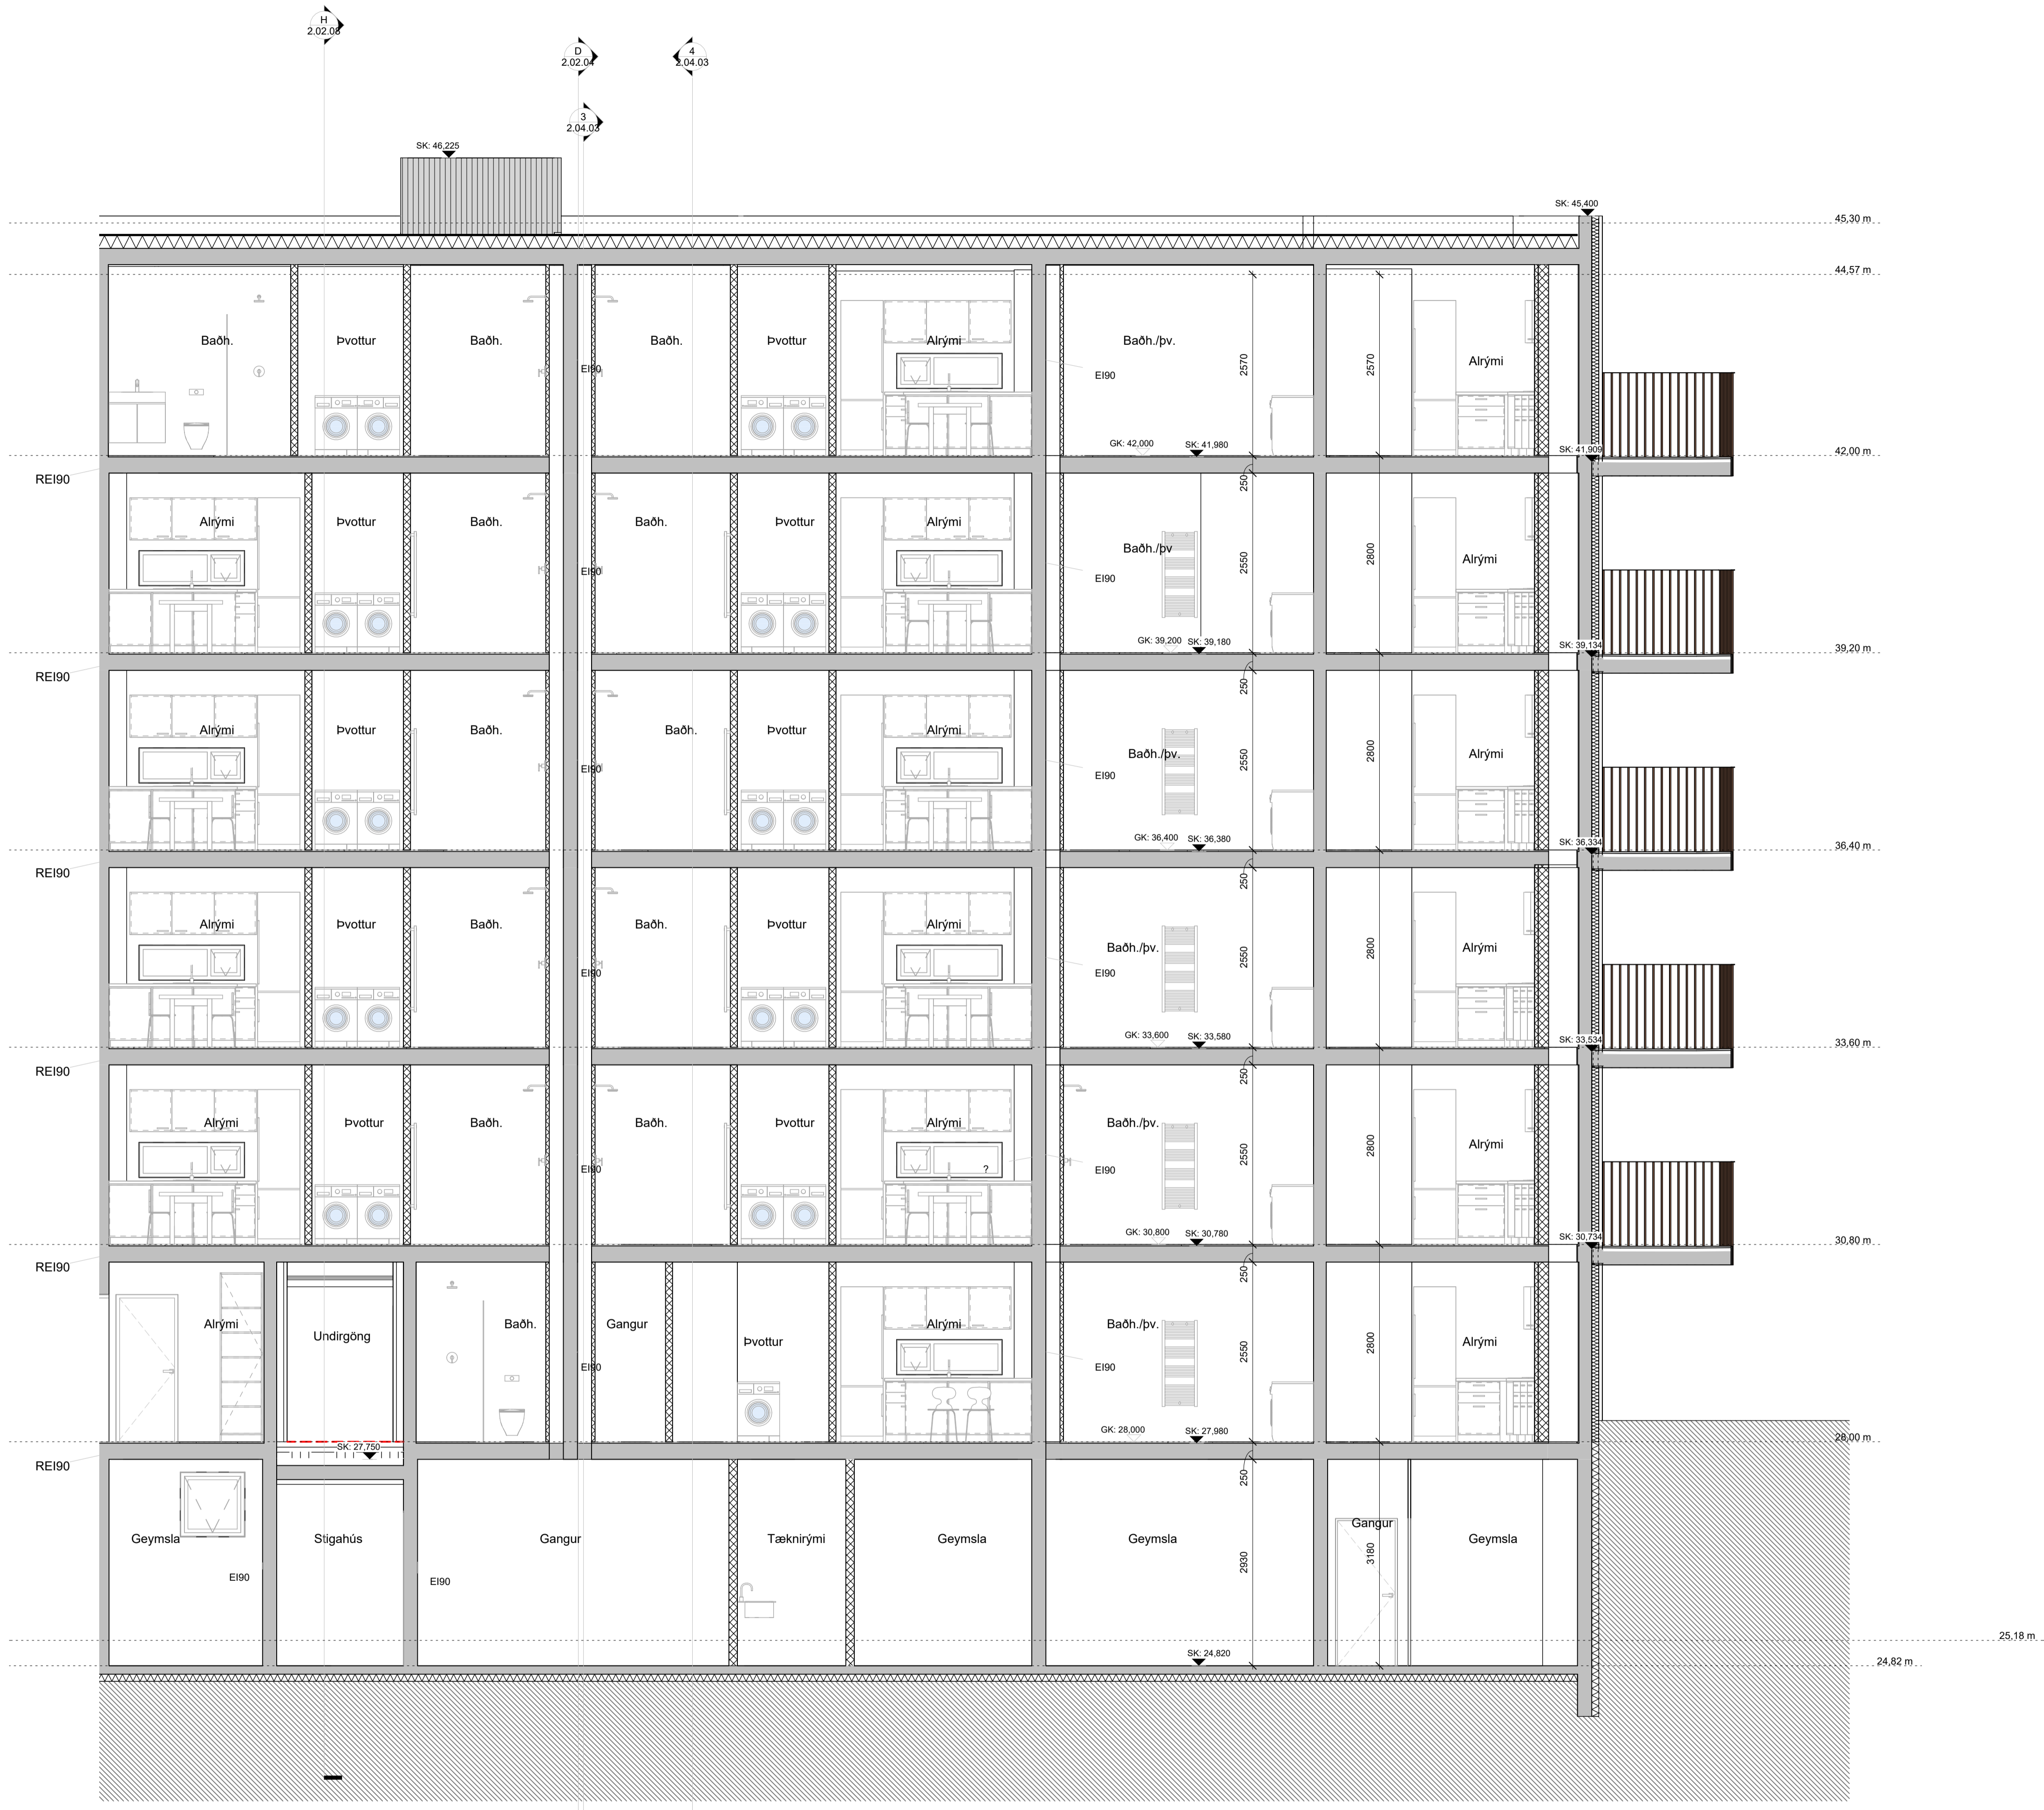 H
2.02.08
D
2.02.04
4
2.04.03
3
2.04.03
SK: 46,225
SK: 45,400
45,30 m
44,57 m
Baðh.
Þvottur
Baðh.
Baðh.
Þvottur
Alrými
Baðh./þv.
2570
2570
Alrými
EI90
EI90
GK: 42,000
SK: 41,980
SK: 41,909
42,00 m
REI90
250
Alrými
Þvottur
Baðh.
Baðh.
Þvottur
Alrými
Baðh./þv
2550
2800
Alrými
EI90
EI90
GK: 39,200
SK: 39,180
SK: 39,134
39,20 m
REI90
250
Alrými
Þvottur
Baðh.
Baðh.
Þvottur
Alrými
Baðh./þv.
2550
2800
Alrými
EI90
EI90
GK: 36,400
SK: 36,380
SK: 36,334
36,40 m
REI90
250
Alrými
Þvottur
Baðh.
Baðh.
Þvottur
Alrými
Baðh./þv.
2550
2800
Alrými
EI90
EI90
GK: 33,600
SK: 33,580
SK: 33,534
33,60 m
REI90
250
Alrými
Þvottur
Baðh.
Baðh.
Þvottur
Alrými
Baðh./þv.
2550
2800
Alrými
EI90
?
EI90
GK: 30,800
SK: 30,780
SK: 30,734
30,80 m
REI90
250
Alrými
Undirgöng
Baðh.
Gangur
Þvottur
Alrými
Baðh./þv.
2550
2800
Alrými
EI90
EI90
GK: 28,000
SK: 27,980
28,00 m
SK: 27,750
REI90
250
Geymsla
Stigahús
Gangur
Tæknirými
Geymsla
Geymsla
2930
Gangur
3180
Geymsla
EI90
EI90
25,18 m
SK: 24,820
24,82 m